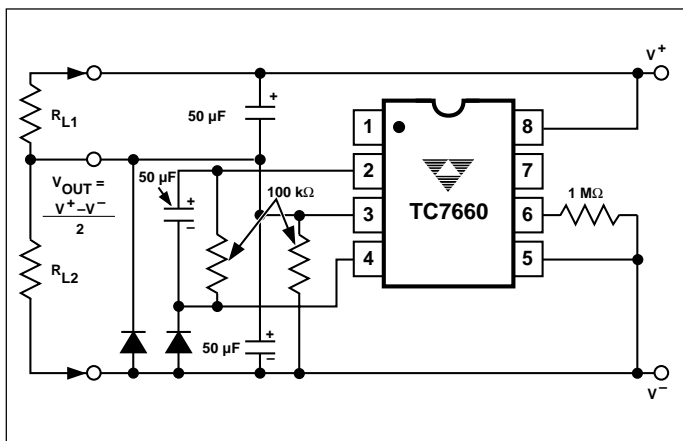 V+
RL1
50 µF
+
1
8
VOUT =
V+–V–
2
50 µF
+
–
100 kΩ
2
7
TC7660
3
6
1 MΩ
4
5
RL2
50 µF
+
–
V–